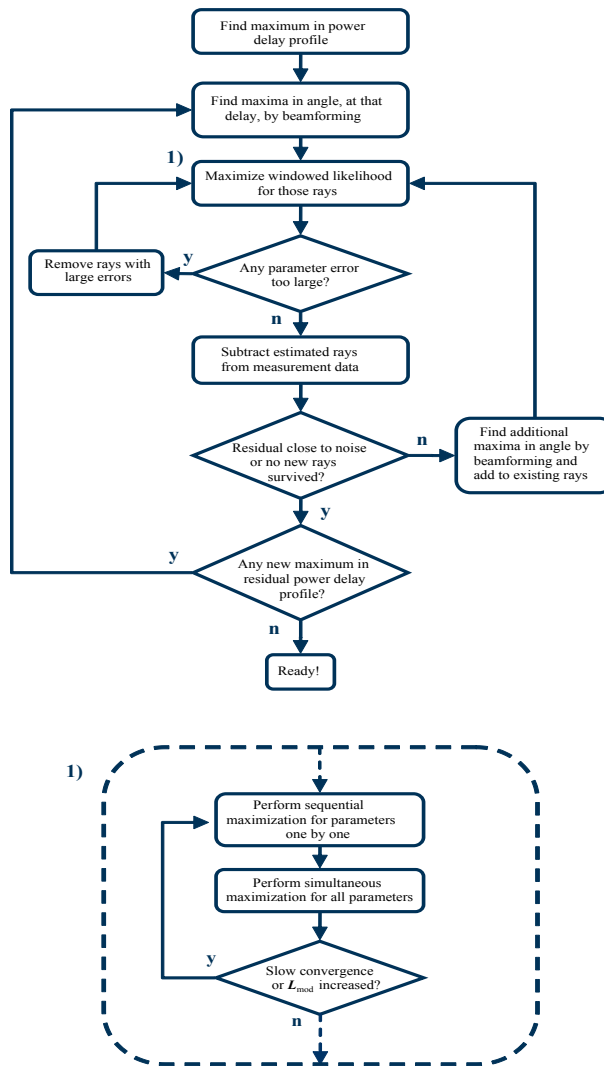 Find maximum in power
delay profile
Find maxima in angle, at that
delay, by beamforming
1)
Maximize windowed likelihood
for those rays
y
Remove rays with
large errors
Any parameter error
too large?
n
Subtract estimated rays
from measurement data
Residual close to noise
or no new rays
survived?
n
Find additional
maxima in angle by
beamforming and
add to existing rays
y
y
Any new maximum in
residual power delay
profile?
n
Ready!
1)
Perform sequential
maximization for parameters
one by one
Perform simultaneous
maximization for all parameters
y
Slow convergence
or Lmod increased?
n